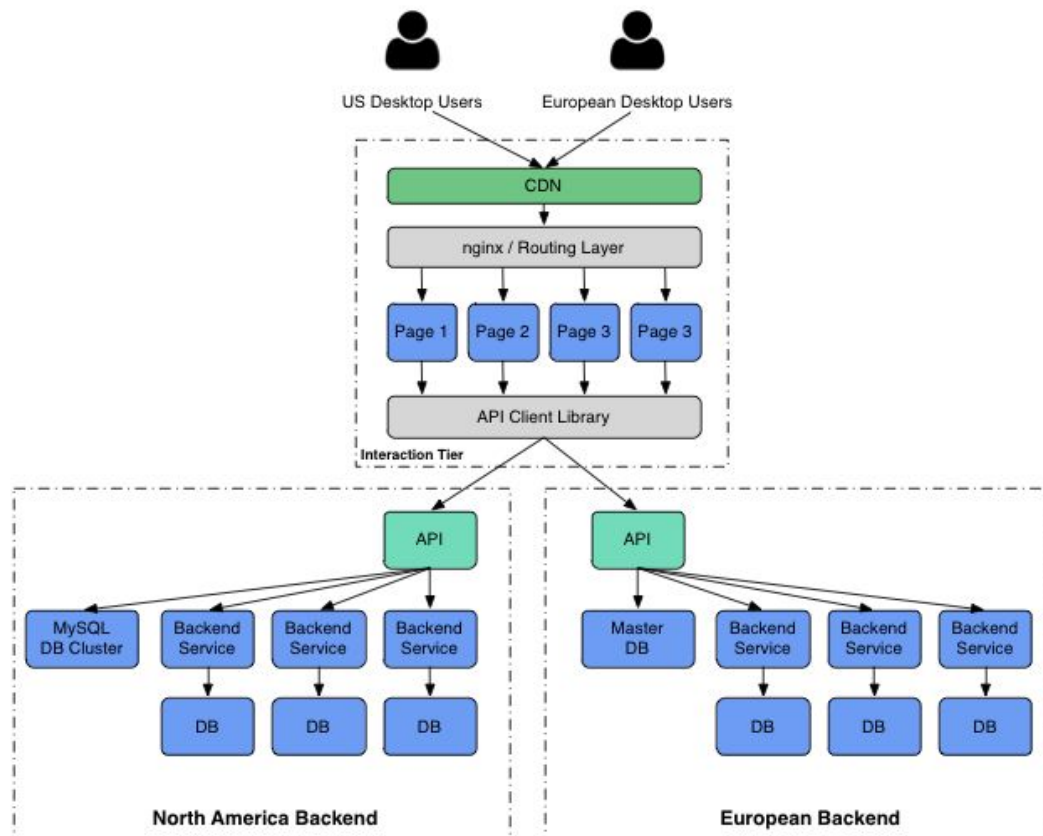 US Desktop Users
European Desktop Users
CDN
nginx / Routing Layer
Page 1
Page 2
Page 3
Page 3
API Client Library
Interaction Tier
API
API
MySQL
DB Cluster
Backend
Service
Backend
Service
Backend
Service
Master
DB
Backend
Service
Backend
Service
Backend
Service
DB
DB
DB
DB
DB
DB
North America Backend
European Backend